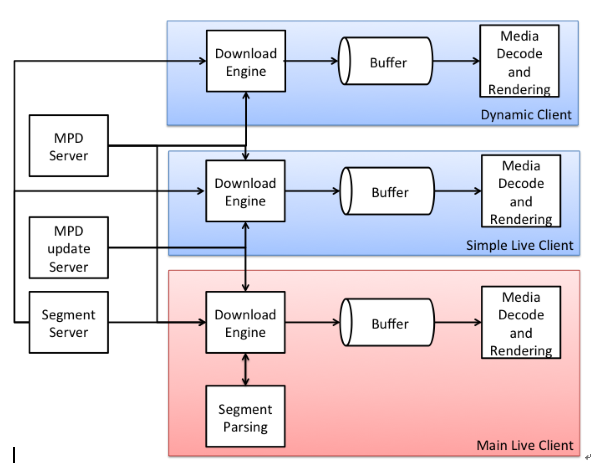 Download
Engine
Buffer
Media
Decode
and
Rendering
Dynamic Client
MPD
Server
Download
Engine
Buffer
Media
Decode
and
Rendering
Simple Live Client
MPD
update
Server
Segment
Server
Download
Engine
Buffer
Media
Decode
and
Rendering
Segment
Parsing
Main Live Client